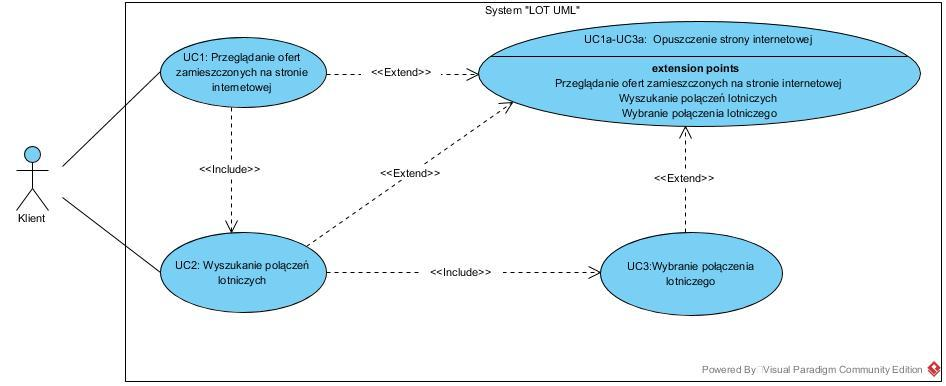 System "LOT UML"
UC1: Przeglądanie ofert
zamieszczonych na stronie
internetowej
<<Extend>>
UC1a-UC3a: Opuszczenie strony internetowej
extension points
Przeglądanie ofert zamieszczonych na stronie internetowej
Wyszukanie połączeń lotniczych
Wybranie połączenia lotniczego
<<Include>>
<<Extend>>
<<Extend>>
Klient
UC2: Wyszukanie połączeń
lotniczych
<<Include>>
UC3:Wybranie połączenia
lotniczego
Powered By Visual Paradigm Community Edition